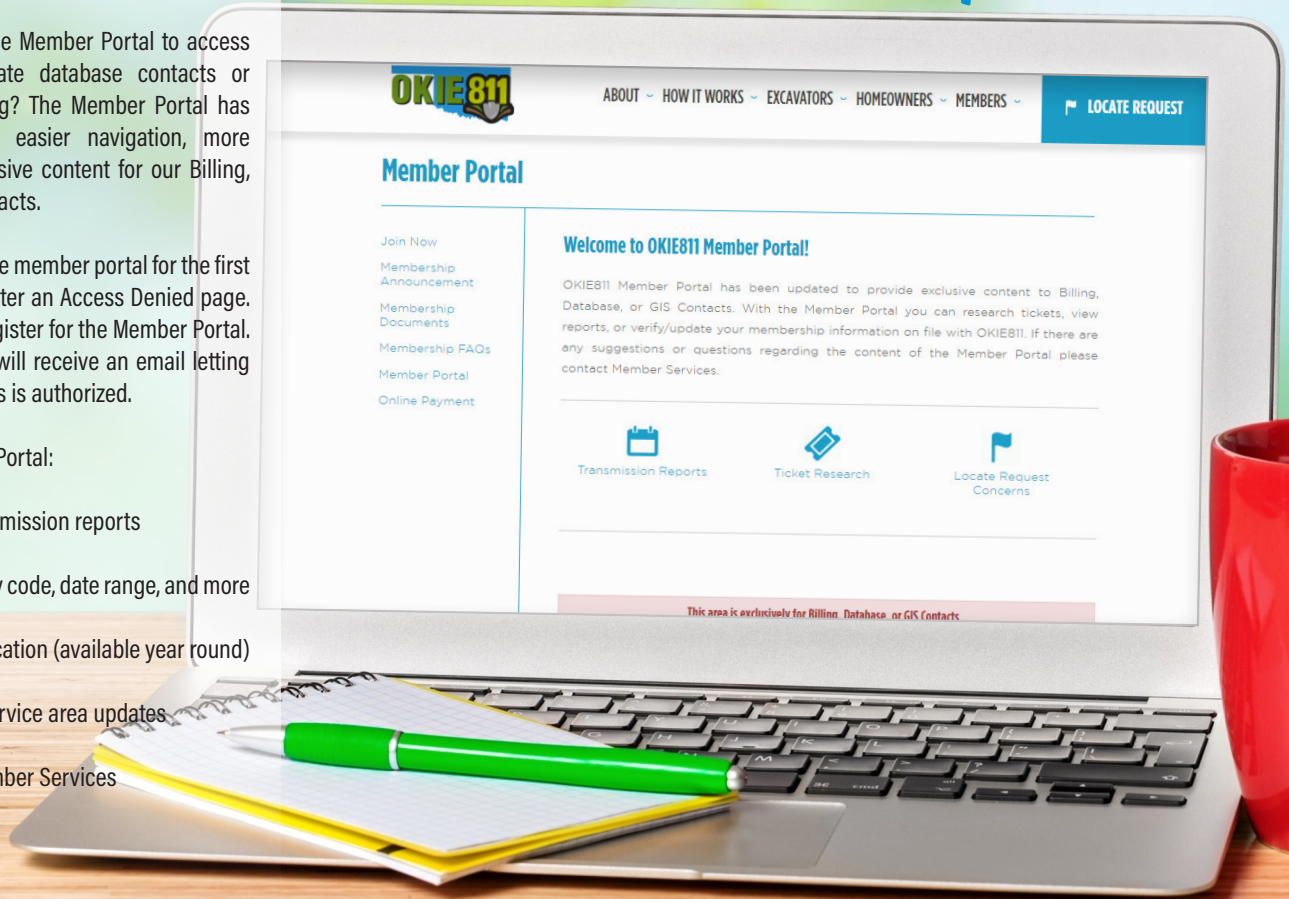 e Member Portal to access
ate database contacts or
g? The Member Portal has
easier navigation, more
sive content for our Billing,
acts.
e member portal for the first
ter an Access Denied page.
gister for the Member Portal.
will receive an email letting
s is authorized.
Portal:
mission reports
y code, date range, and more
cation (available year round)
rvice area updates
mber Services
OKIE811
ABOUT HOW IT WORKS EXCAVATORS HOMEOWNERS MEMBERS
LOCATE REQUEST
Member Portal
Join Now
Membership
Announcement
Membership
Documents
Membership FAQs
Member Portal
Online Payment
Welcome to OKIE811 Member Portal!
OKIE811 Member Portal has been updated to provide exclusive content to Billing,
Database, or GIS Contacts. With the Member Portal you can research tickets, view
reports, or verify/update your membership information on file with OKIE811. If there are
any suggestions or questions regarding the content of the Member Portal please
contact Member Services.
Transmission Reports
Ticket Research
Locate Request
Concerns
This area is exclusively for Billing, Database, or GIS Contacts